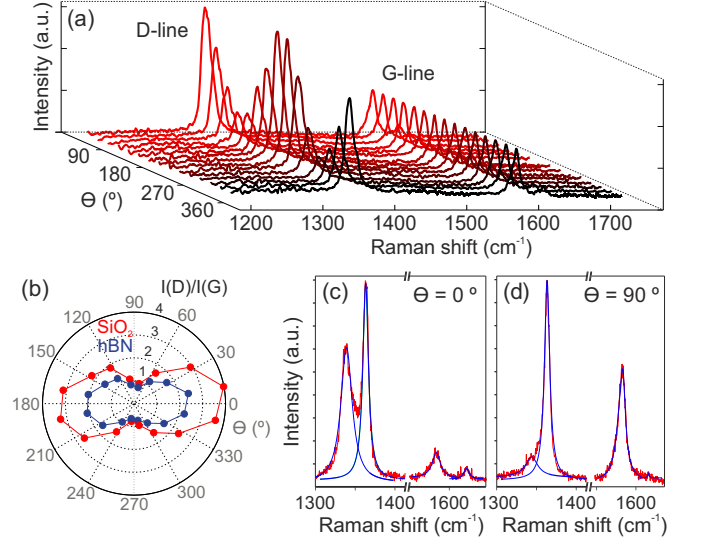 (a)
D-line
G-line
Intensity (a.u.)
90
180
270
360
Θ (º)
1200 1300 1400 1500 1600 1700
Raman shift (cm-1)
(b)
I(D)/I(G)
SiO2
hBN
90
60
30
0
330
300
270
240
210
180
150
120
4
3
2
1
Θ (º)
(c)
Θ = 0 º
Intensity (a.u.)
1300 1400 1600
Raman shift (cm-1)
(d)
Θ = 90 º
1300 1400 1600
Raman shift (cm-1)